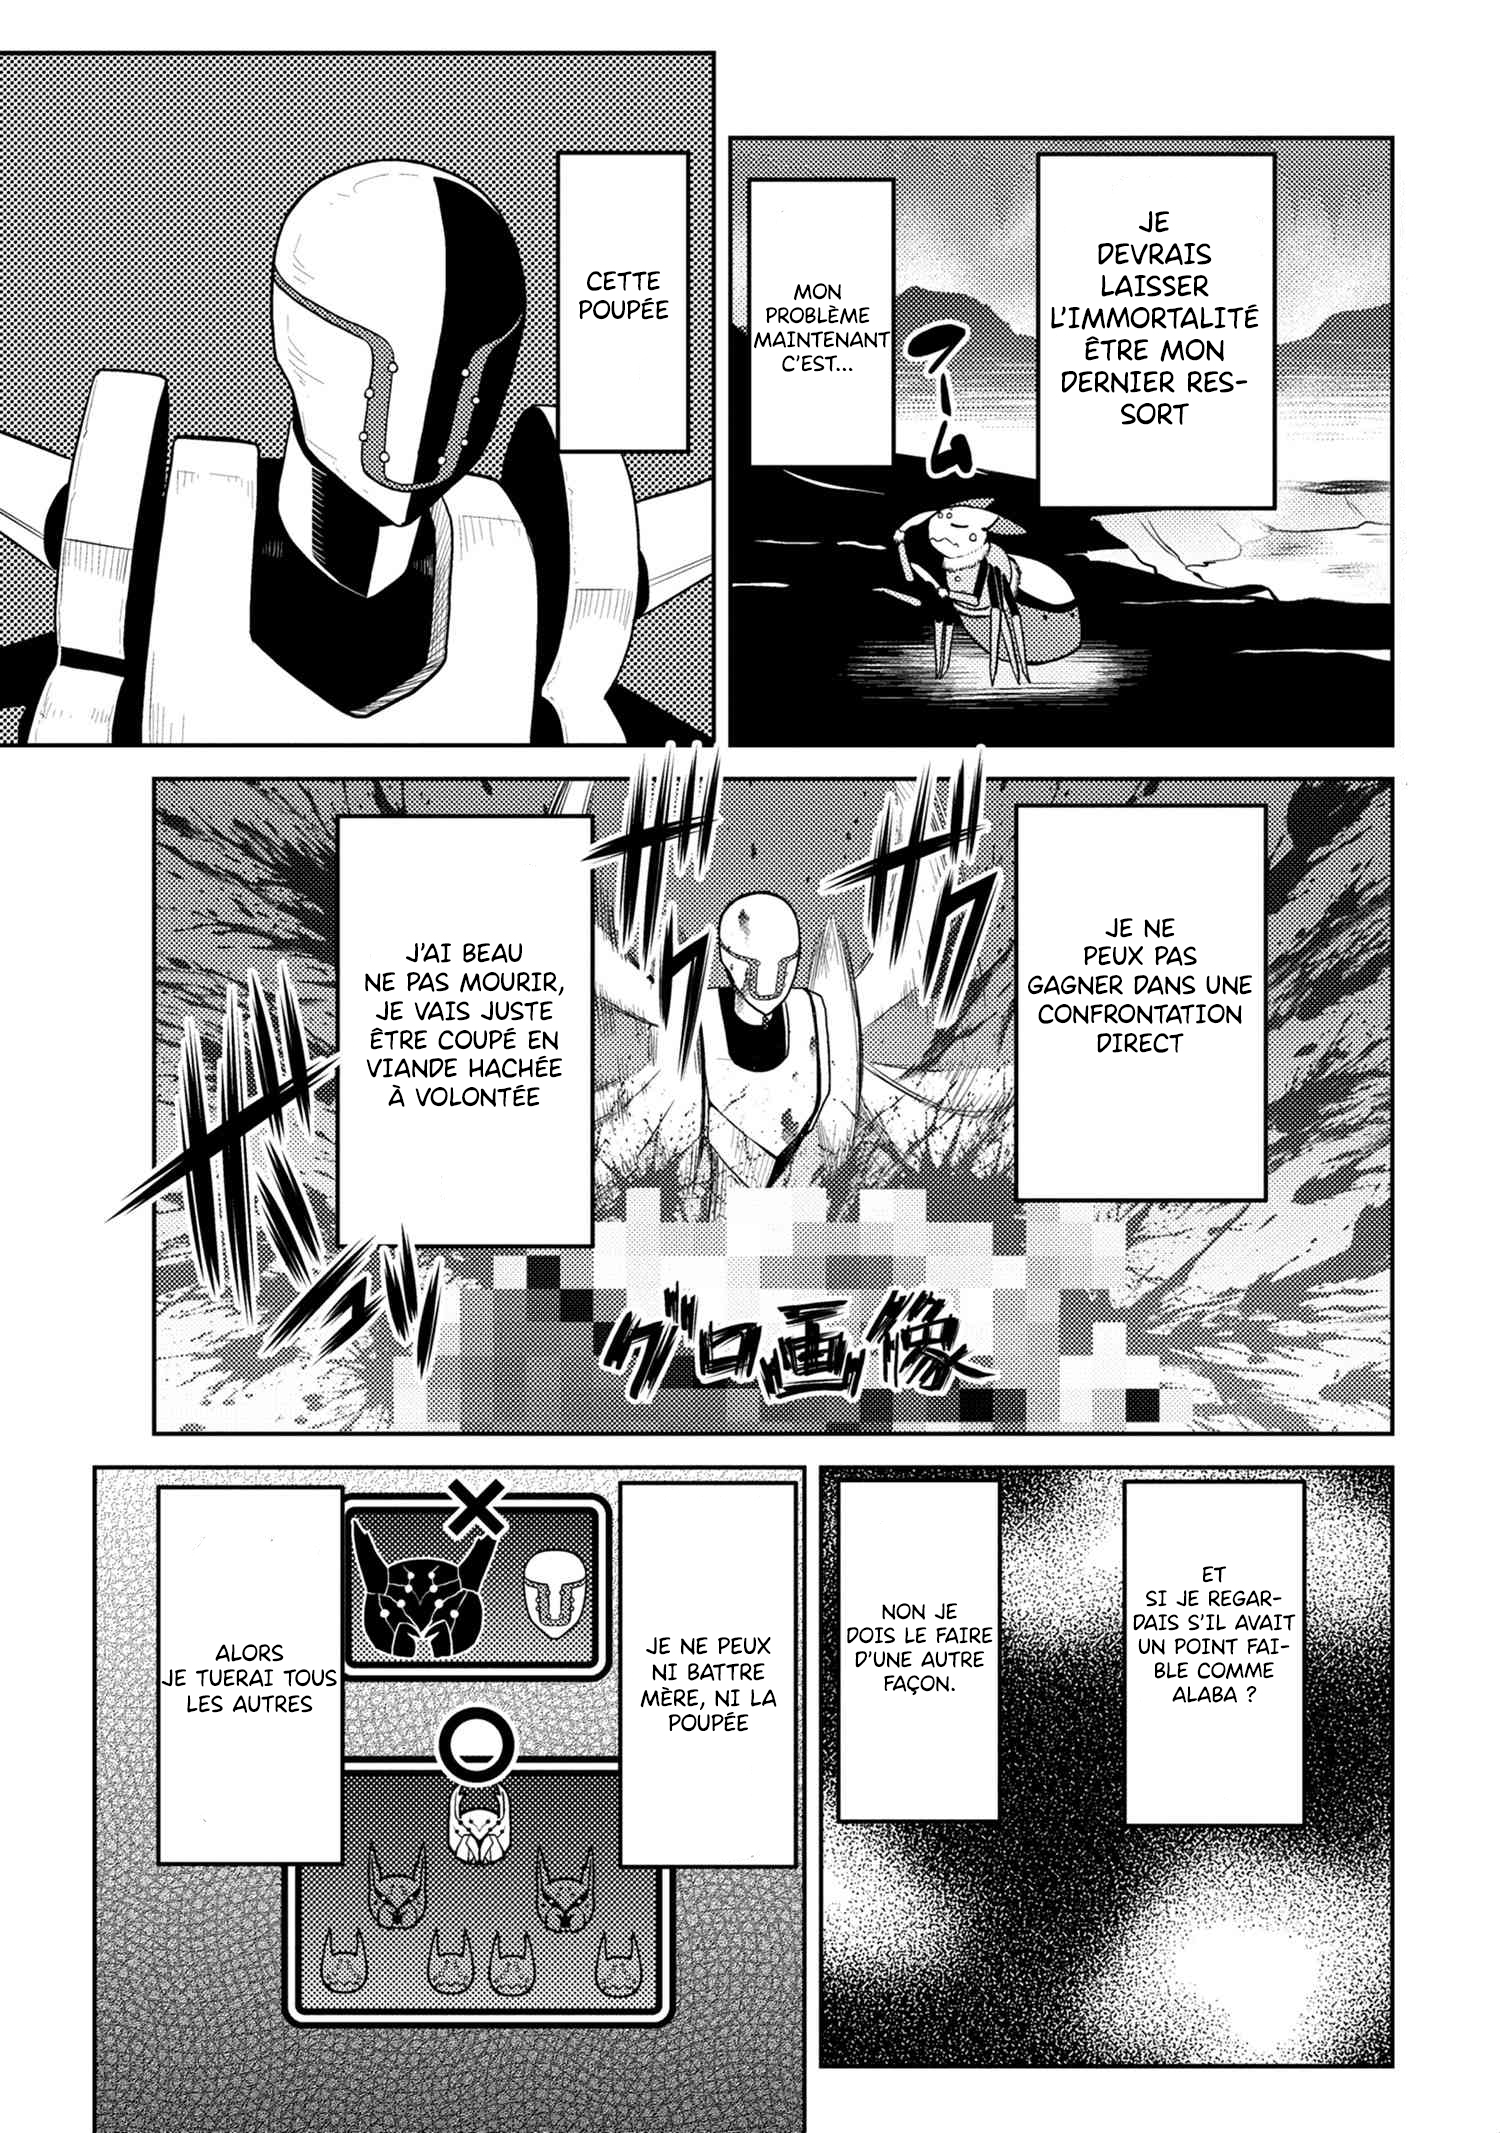 JE
DEVRAIS
LAISSER
L'IMMORTALITÉ
ÊTRE MON
DERNIER RES-
SORT
MON
PROBLÈME
MAINTENANT
C'EST...
フーム
CETTE
POUPÉE
JE NE
PEUX PAS
GAGNER DANS UNE
CONFRONTATION
DIRECT
J'AI BEAU
NE PAS MOURIR,
JE VAIS JUSTE
ÊTRE COUPÉ EN
VIANDE HACHÉE
À VOLONTÉE
グロ画像
ET
SI JE REGAR-
DAIS S'IL AVAIT
UN POINT FAI-
BLE COMME
ALABA ?
NON JE
DOIS LE FAIRE
D'UNE AUTRE
FAÇON.
JE NE PEUX
NI BATTRE
MÈRE, NI LA
POUPÉE
ALORS
JE TUERAI TOUS
LES AUTRES